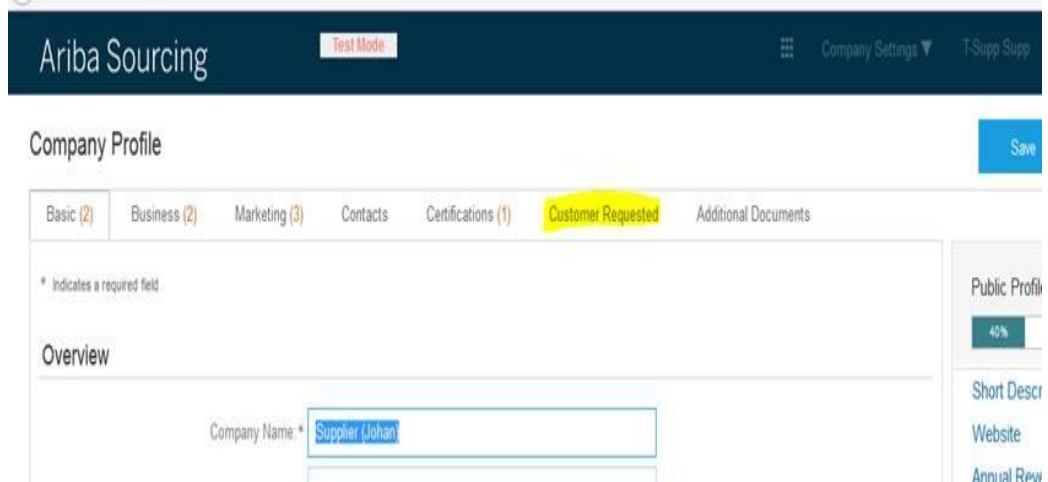 Ariba Sourcing Test Mode Company Settings ▼ T-Supp Supp
Company Profile Save
Basic (2) Business (2) Marketing (3) Contacts Certifications (1) Customer Requested Additional Documents
* Indicates a required field
Public Profile
40%
Overview
Short Descr
Company Name: * Supplier (Johan)
Website
Annual Reve